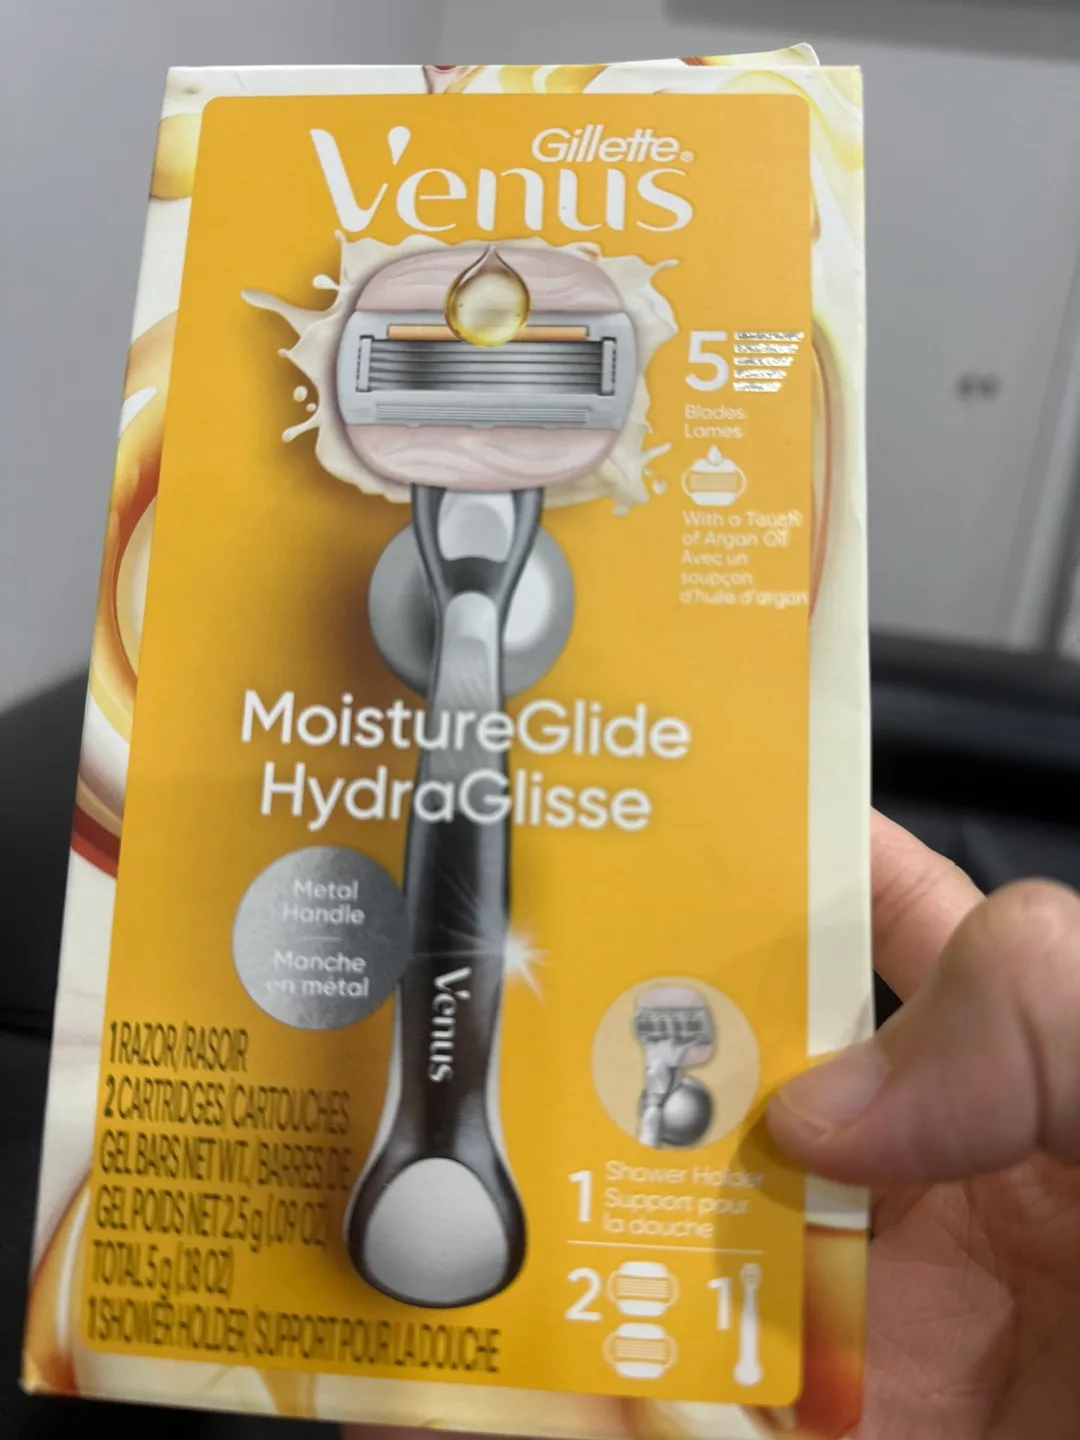 Gillette®
Venus
5
Blades
Lames
With a Touch
of Argan Oil
Avec un
soupçon
d'huile d'argan
MoistureGlide
HydraGlisse
Metal
Handle
Manche
en métal
Venus
1 RAZOR/RASOIR
2 CARTRIDGES/CARTOUCHES
GEL BARS NET WT./BARRES DE
GEL POIDS NET 2.5 g (.09 OZ)
TOTAL 5 g (.18 OZ)
1 SHOWER HOLDER/SUPPORT POUR LA DOUCHE
1 Shower Holder
Support pour
la douche
2 1